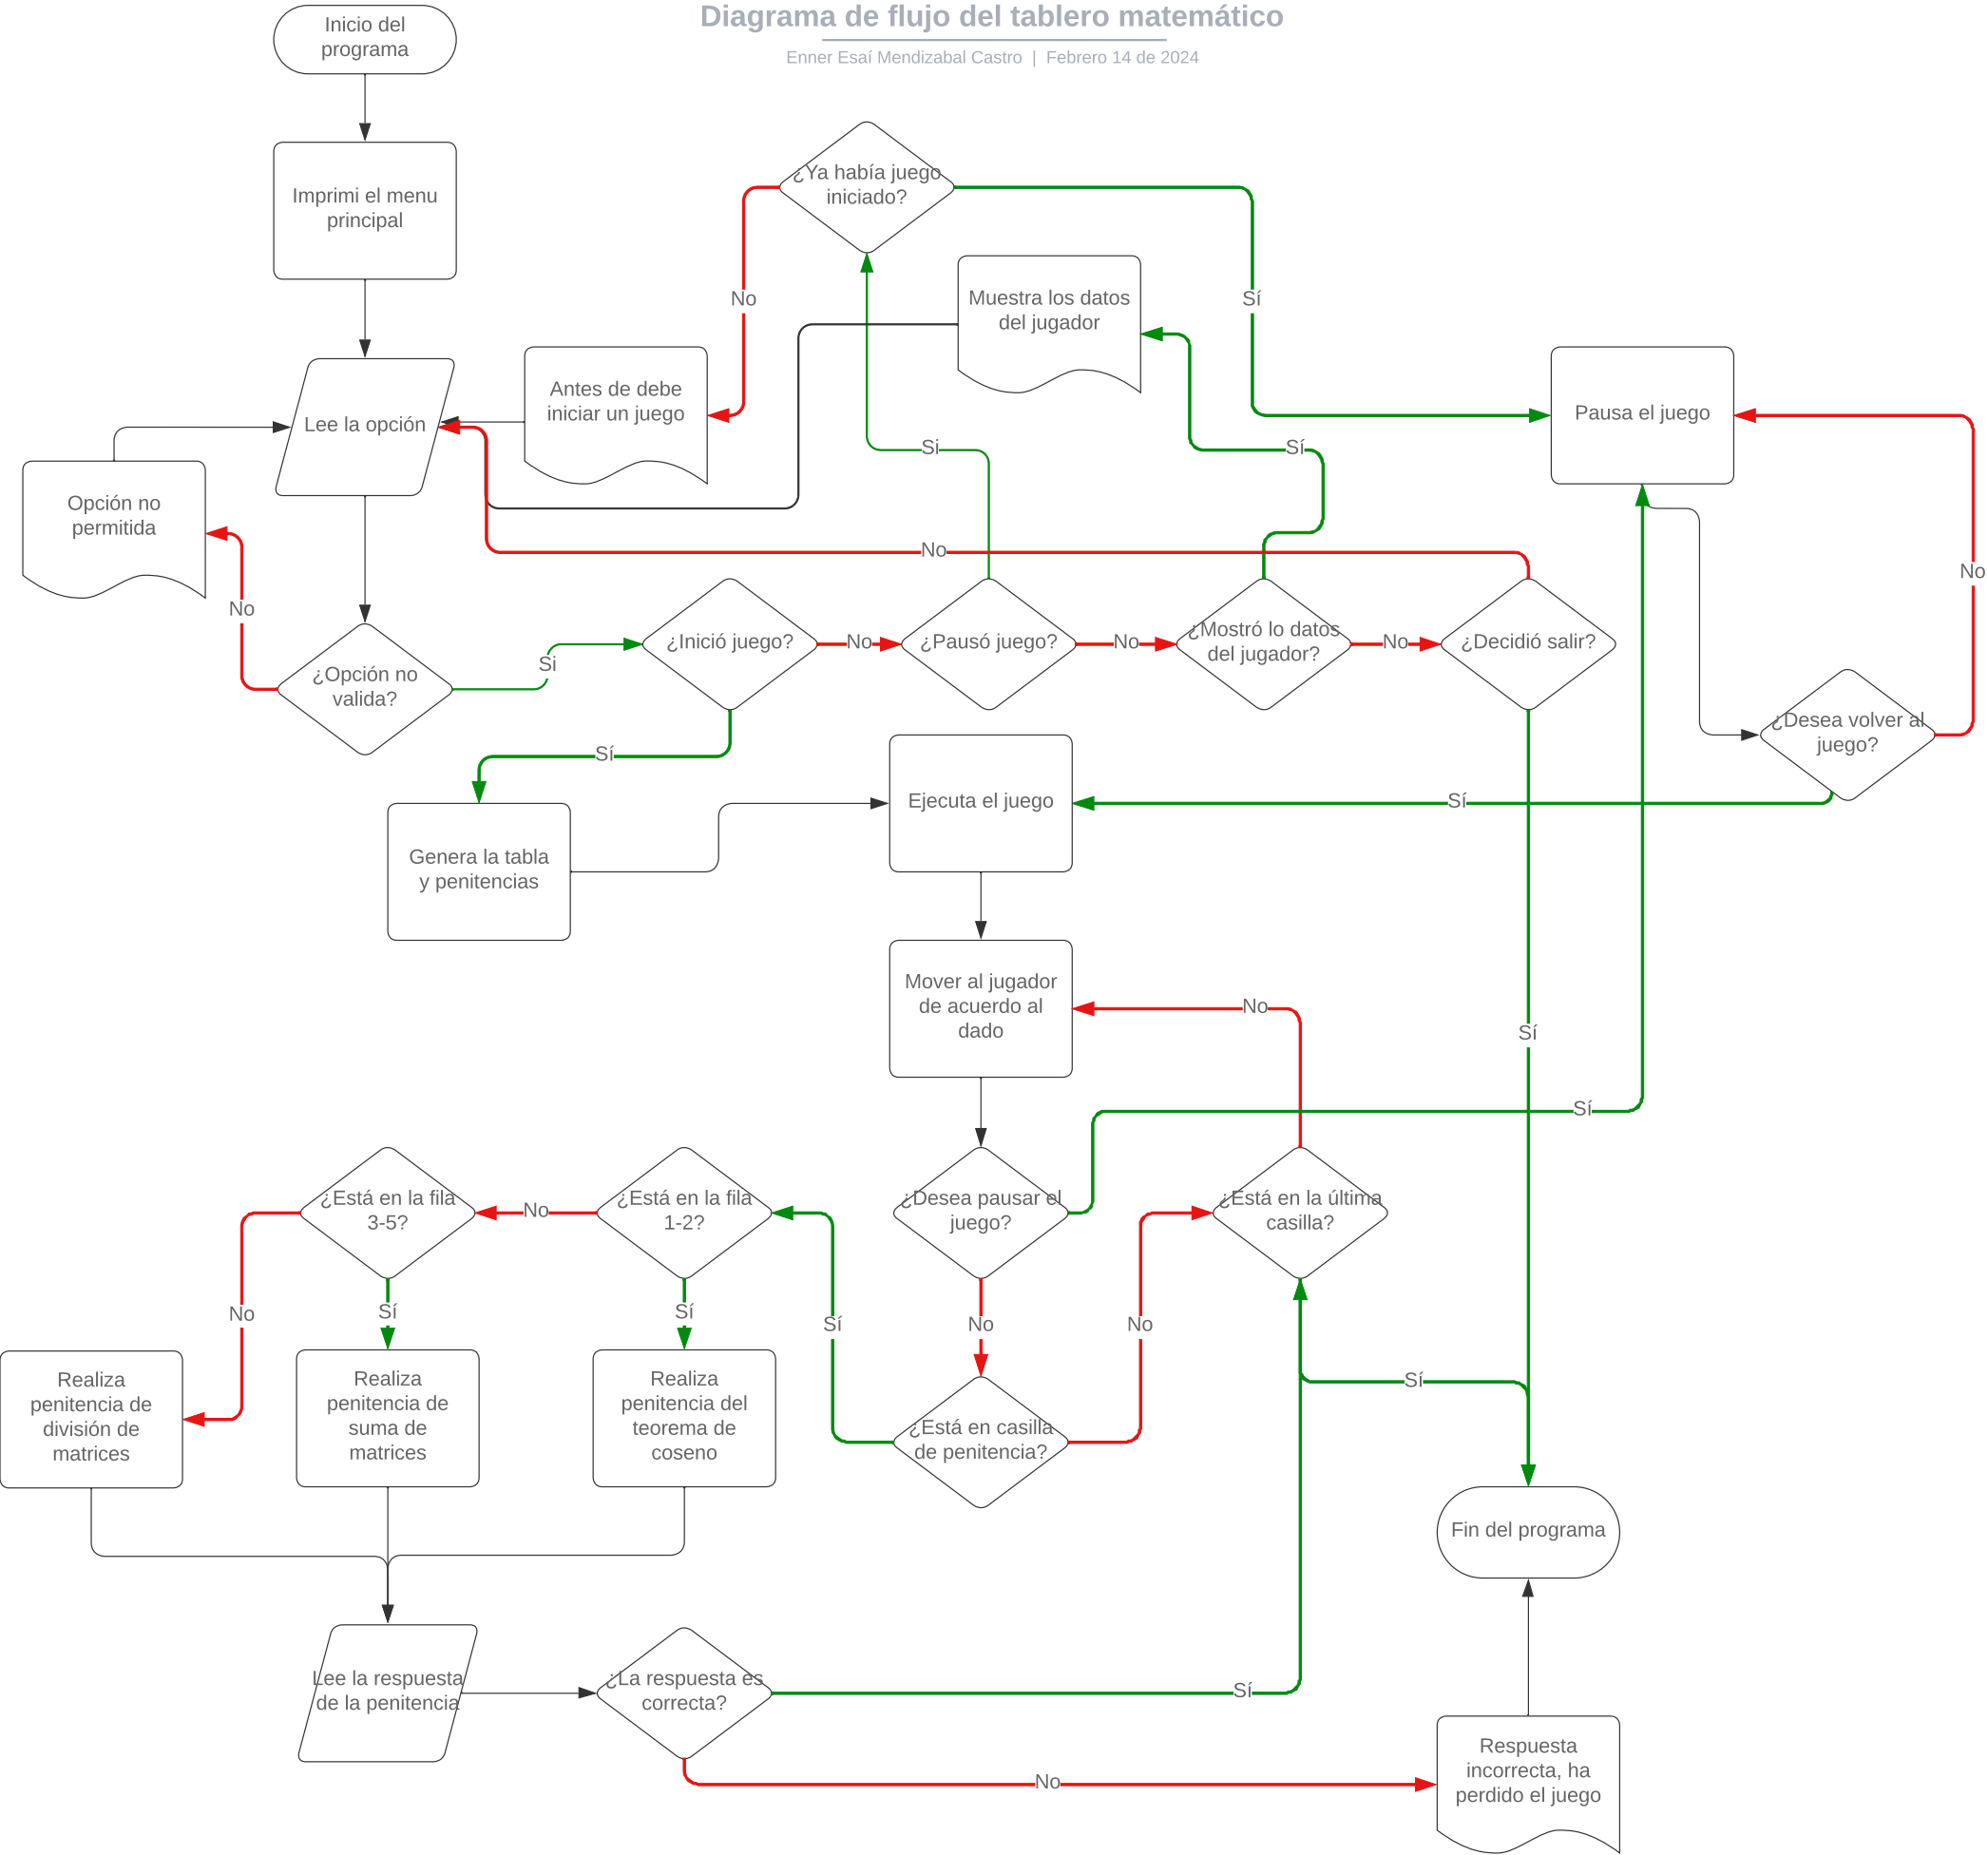 Diagrama de flujo del tablero matemático
Enner Esaí Mendizabal Castro | Febrero 14 de 2024
Inicio del
programa
Imprimi el menu
principal
¿Ya había juego
iniciado?
No
Sí
Muestra los datos
del jugador
Antes de debe
iniciar un juego
Lee la opción
Pausa el juego
Si
Sí
Opción no
permitida
No
No
No
¿Opción no
valida?
Si
¿Inició juego?
No
¿Pausó juego?
No
¿Mostró lo datos
del jugador?
No
¿Decidió salir?
¿Desea volver al
juego?
Sí
Ejecuta el juego
Sí
Genera la tabla
y penitencias
Mover al jugador
de acuerdo al
dado
No
Sí
Sí
¿Está en la fila
3-5?
No
¿Está en la fila
1-2?
¿Desea pausar el
juego?
¿Está en la última
casilla?
No
Sí
Sí
Sí
No
No
Realiza
penitencia de
división de
matrices
Realiza
penitencia de
suma de
matrices
Realiza
penitencia del
teorema de
coseno
¿Está en casilla
de penitencia?
Sí
Fin del programa
Lee la respuesta
de la penitencia
¿La respuesta es
correcta?
Sí
No
Respuesta
incorrecta, ha
perdido el juego